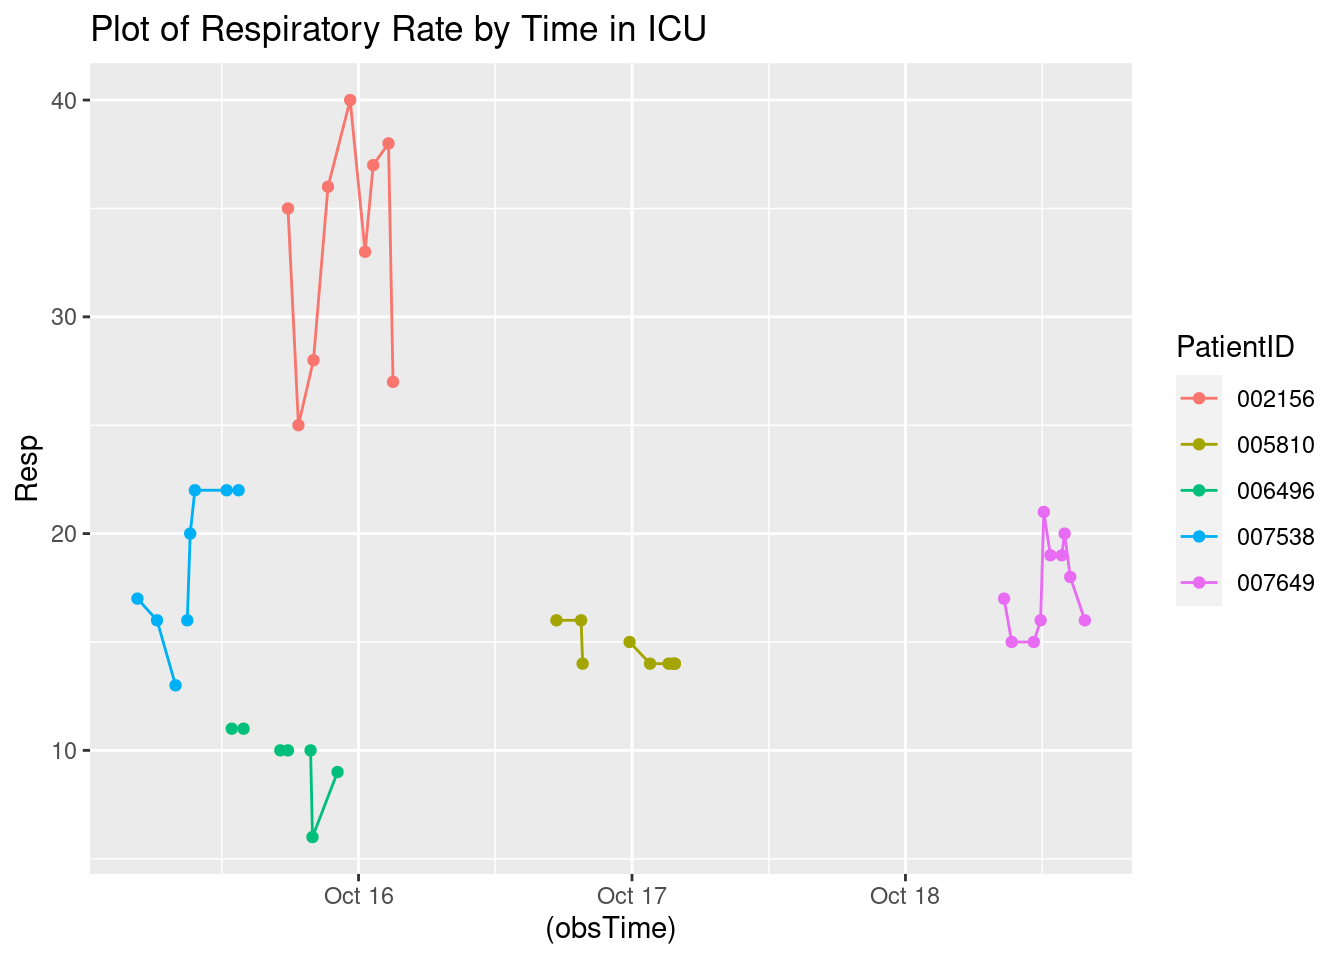 Plot of Respiratory Rate by Time in ICU
40
30
20
10
Resp
Oct 16
Oct 17
Oct 18
(obsTime)
PatientID
002156
005810
006496
007538
007649